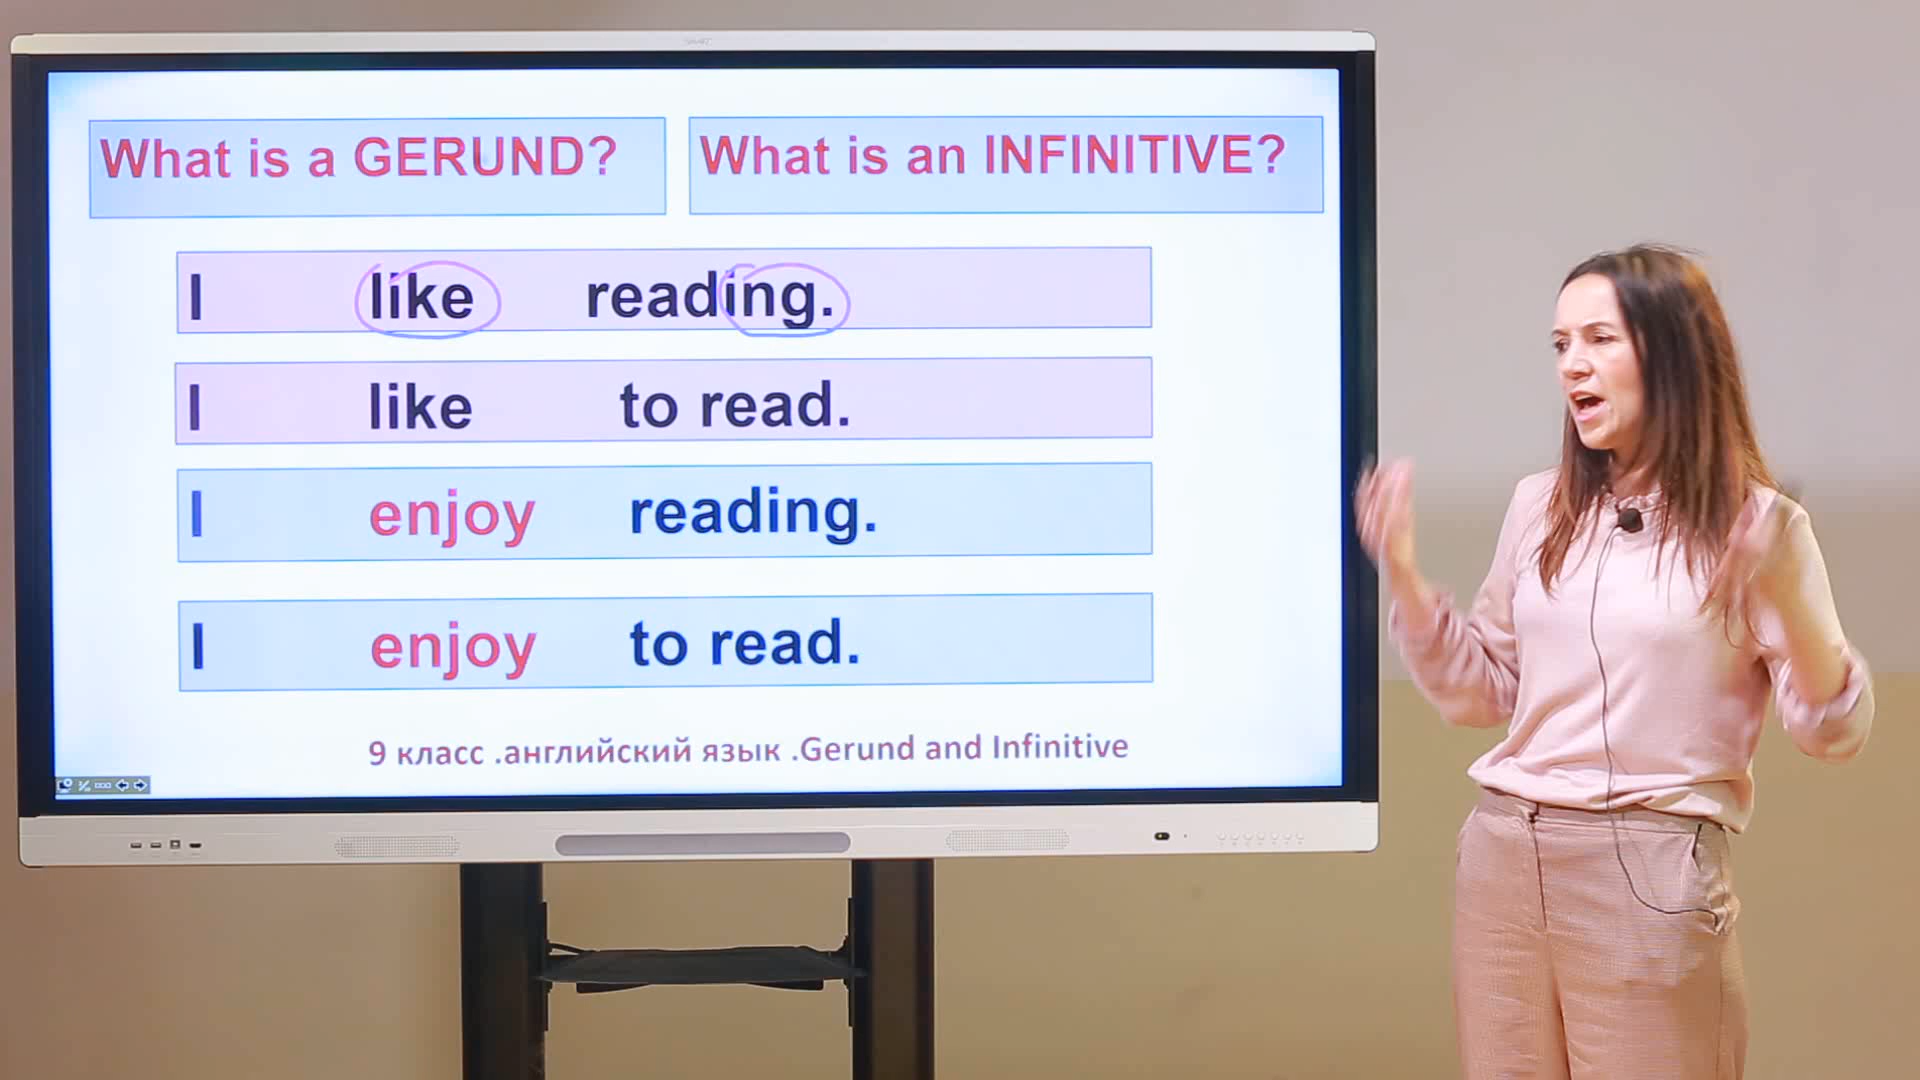 SMART
What is a GERUND?
What is an INFINITIVE?
I like reading.
I like to read.
I enjoy reading.
I enjoy to read.
9 класс .английский язык .Gerund and Infinitive